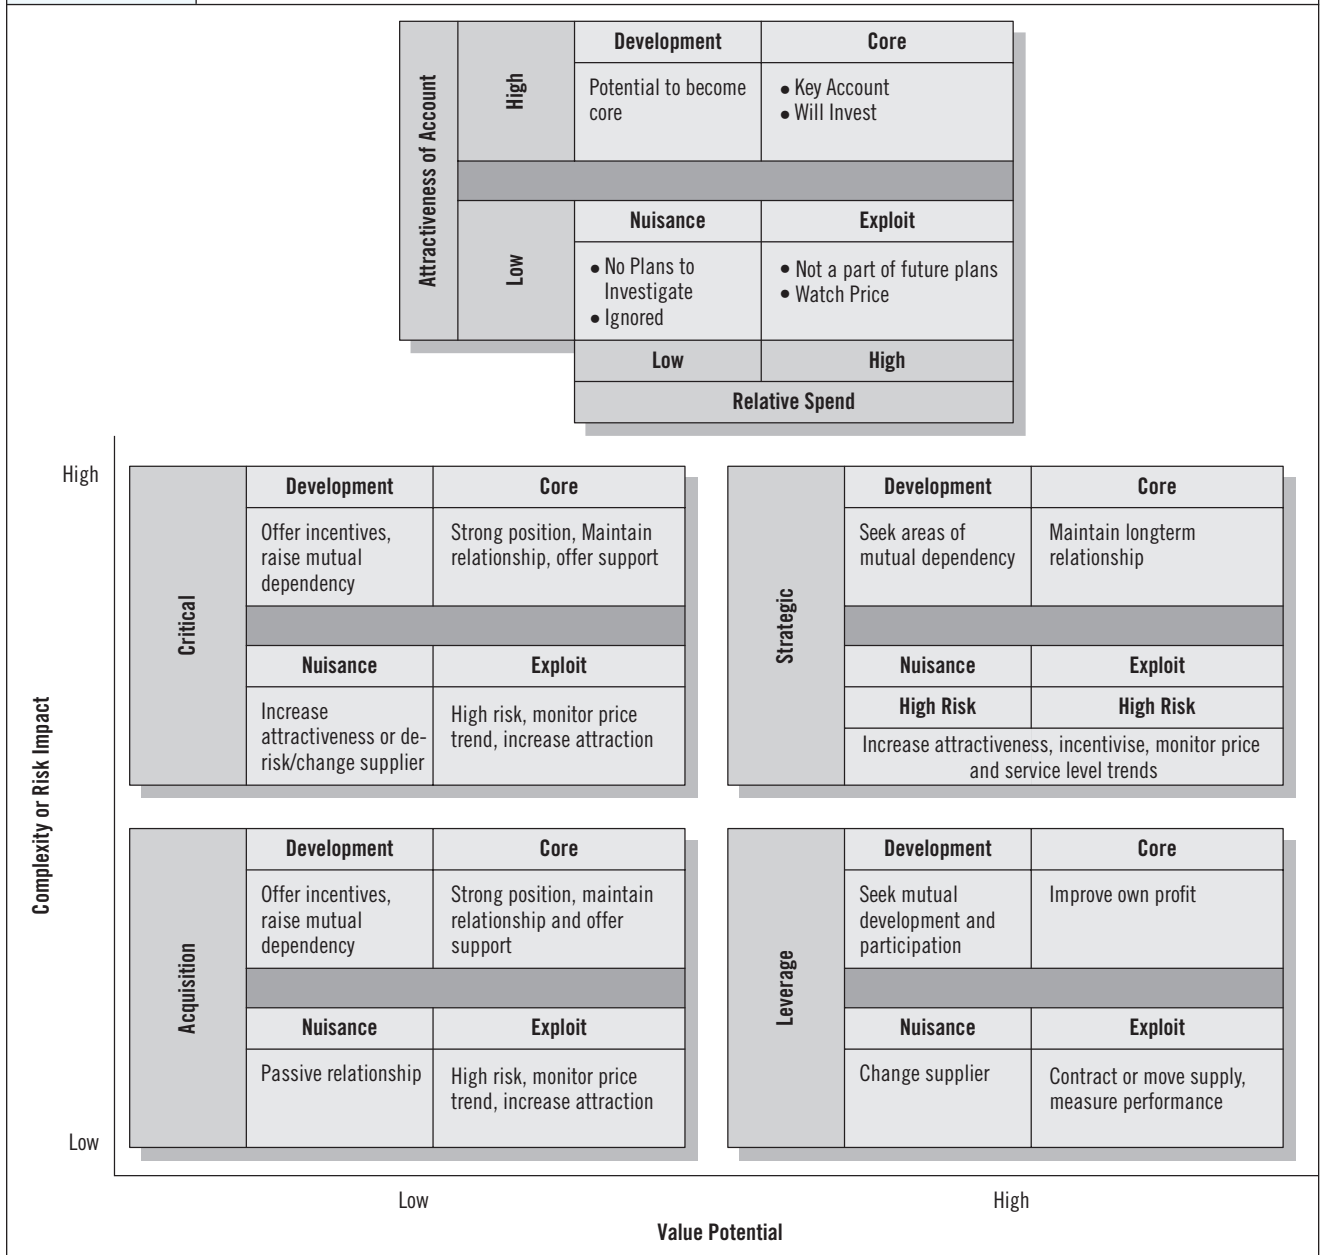 Development
Core
Attractiveness of Account
High
Potential to become
core
• Key Account
• Will Invest
Nuisance
Exploit
Low
• No Plans to
Investigate
• Ignored
• Not a part of future plans
• Watch Price
Low
High
Relative Spend
High
Complexity or Risk Impact
Low
Critical
Development
Core
Offer incentives,
raise mutual
dependency
Strong position, Maintain
relationship, offer support
Nuisance
Exploit
Increase
attractiveness or de-
risk/change supplier
High risk, monitor price
trend, increase attraction
Strategic
Development
Core
Seek areas of
mutual dependency
Maintain longterm
relationship
Nuisance
Exploit
High Risk
High Risk
Increase attractiveness, incentivise, monitor price
and service level trends
Acquisition
Development
Core
Offer incentives,
raise mutual
dependency
Strong position, maintain
relationship and offer
support
Nuisance
Exploit
Passive relationship
High risk, monitor price
trend, increase attraction
Leverage
Development
Core
Seek mutual
development and
participation
Improve own profit
Nuisance
Exploit
Change supplier
Contract or move supply,
measure performance
Low
High
Value Potential